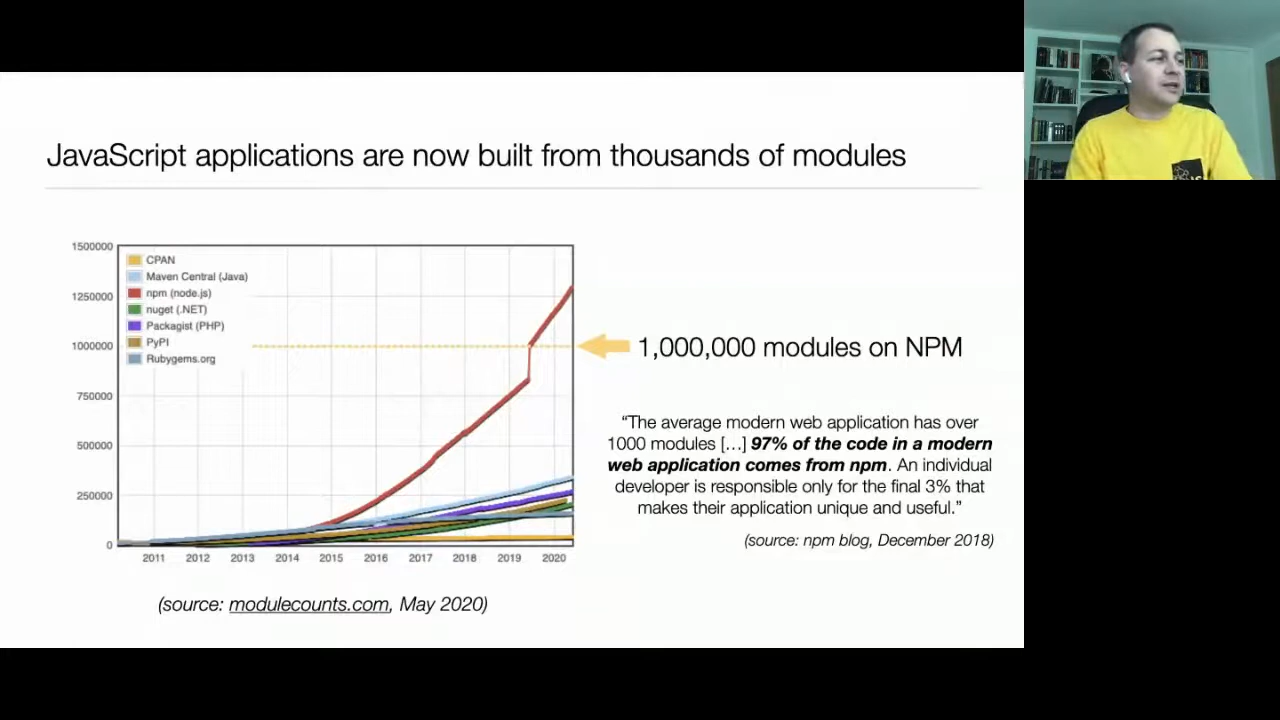 JavaScript applications are now built from thousands of modules
1500000
1250000
1000000
750000
500000
250000
0
CPAN
Maven Central (Java)
npm (node.js)
nuget (.NET)
Packagist (PHP)
PyPI
Rubygems.org
2011 2012 2013 2014 2015 2016 2017 2018 2019 2020
(source: modulecounts.com, May 2020)
1,000,000 modules on NPM
“The average modern web application has over
1000 modules […] 97% of the code in a modern
web application comes from npm. An individual
developer is responsible only for the final 3% that
makes their application unique and useful.”
(source: npm blog, December 2018)